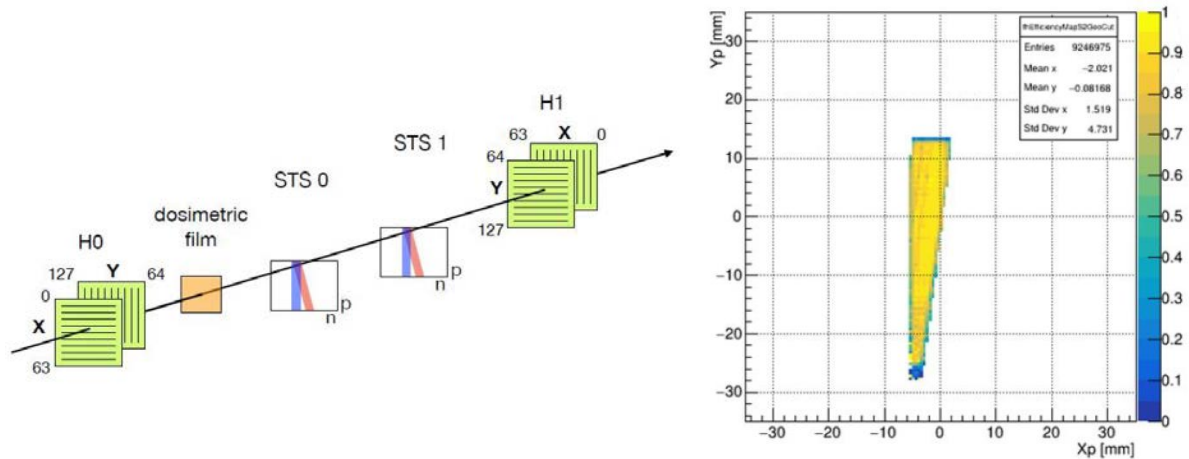 H0
127
Y
64
0
X
63
dosimetric
film
STS 0
n
p
STS 1
n
p
H1
63
X
0
64
Y
127
Yp [mm]
30
20
10
0
−10
−20
−30
−30
−20
−10
0
10
20
30
Xp [mm]
fhEfficiencyMapS2GeoCut
Entries 9246975
Mean x −2.021
Mean y −0.08168
Std Dev x 1.519
Std Dev y 4.731
1
0.9
0.8
0.7
0.6
0.5
0.4
0.3
0.2
0.1
0